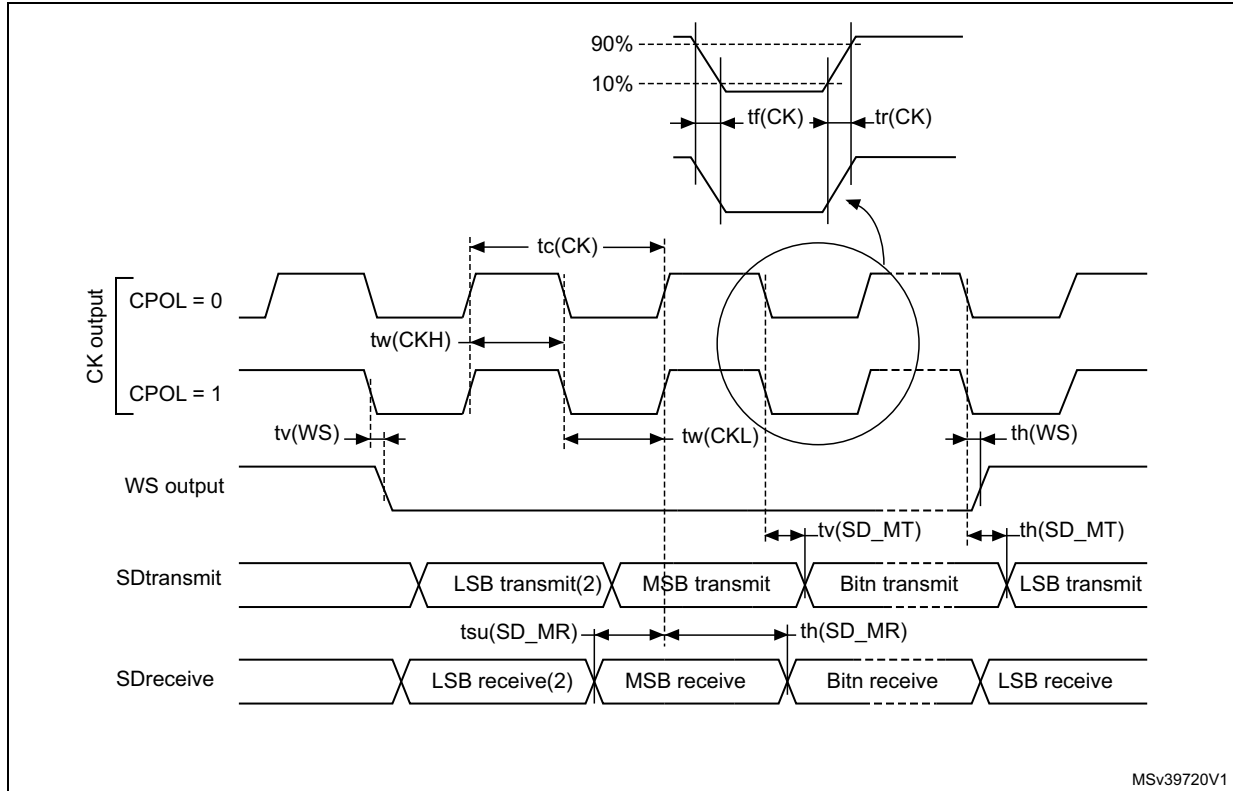 90%
10%
tf(CK)
tr(CK)
tc(CK)
CK output
CPOL = 0
tw(CKH)
CPOL = 1
tv(WS)
tw(CKL)
th(WS)
WS output
tv(SD_MT)
th(SD_MT)
SDtransmit
LSB transmit(2)
MSB transmit
Bitn transmit
LSB transmit
tsu(SD_MR)
th(SD_MR)
SDreceive
LSB receive(2)
MSB receive
Bitn receive
LSB receive
MSv39720V1